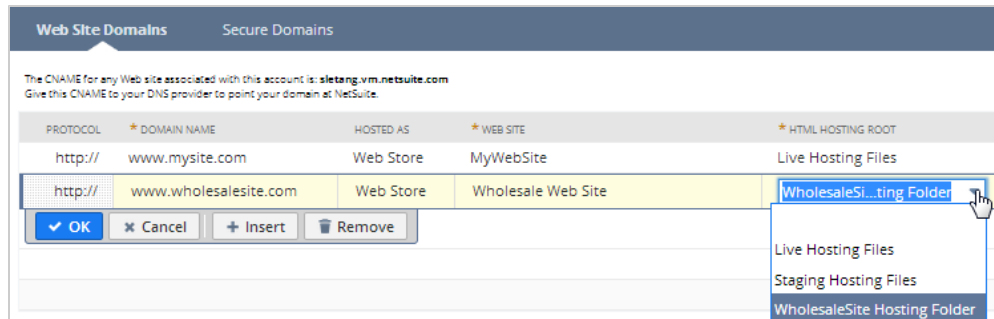 Web Site Domains Secure Domains
The CNAME for any Web site associated with this account is: sletang.vm.netsuite.com
Give this CNAME to your DNS provider to point your domain at NetSuite.
PROTOCOL * DOMAIN NAME HOSTED AS * WEB SITE * HTML HOSTING ROOT
http:// www.mysite.com Web Store MyWebSite Live Hosting Files
http:// www.wholesalesite.com Web Store Wholesale Web Site WholesaleSi...ting Folder
OK Cancel + Insert Remove
Live Hosting Files
Staging Hosting Files
WholesaleSite Hosting Folder